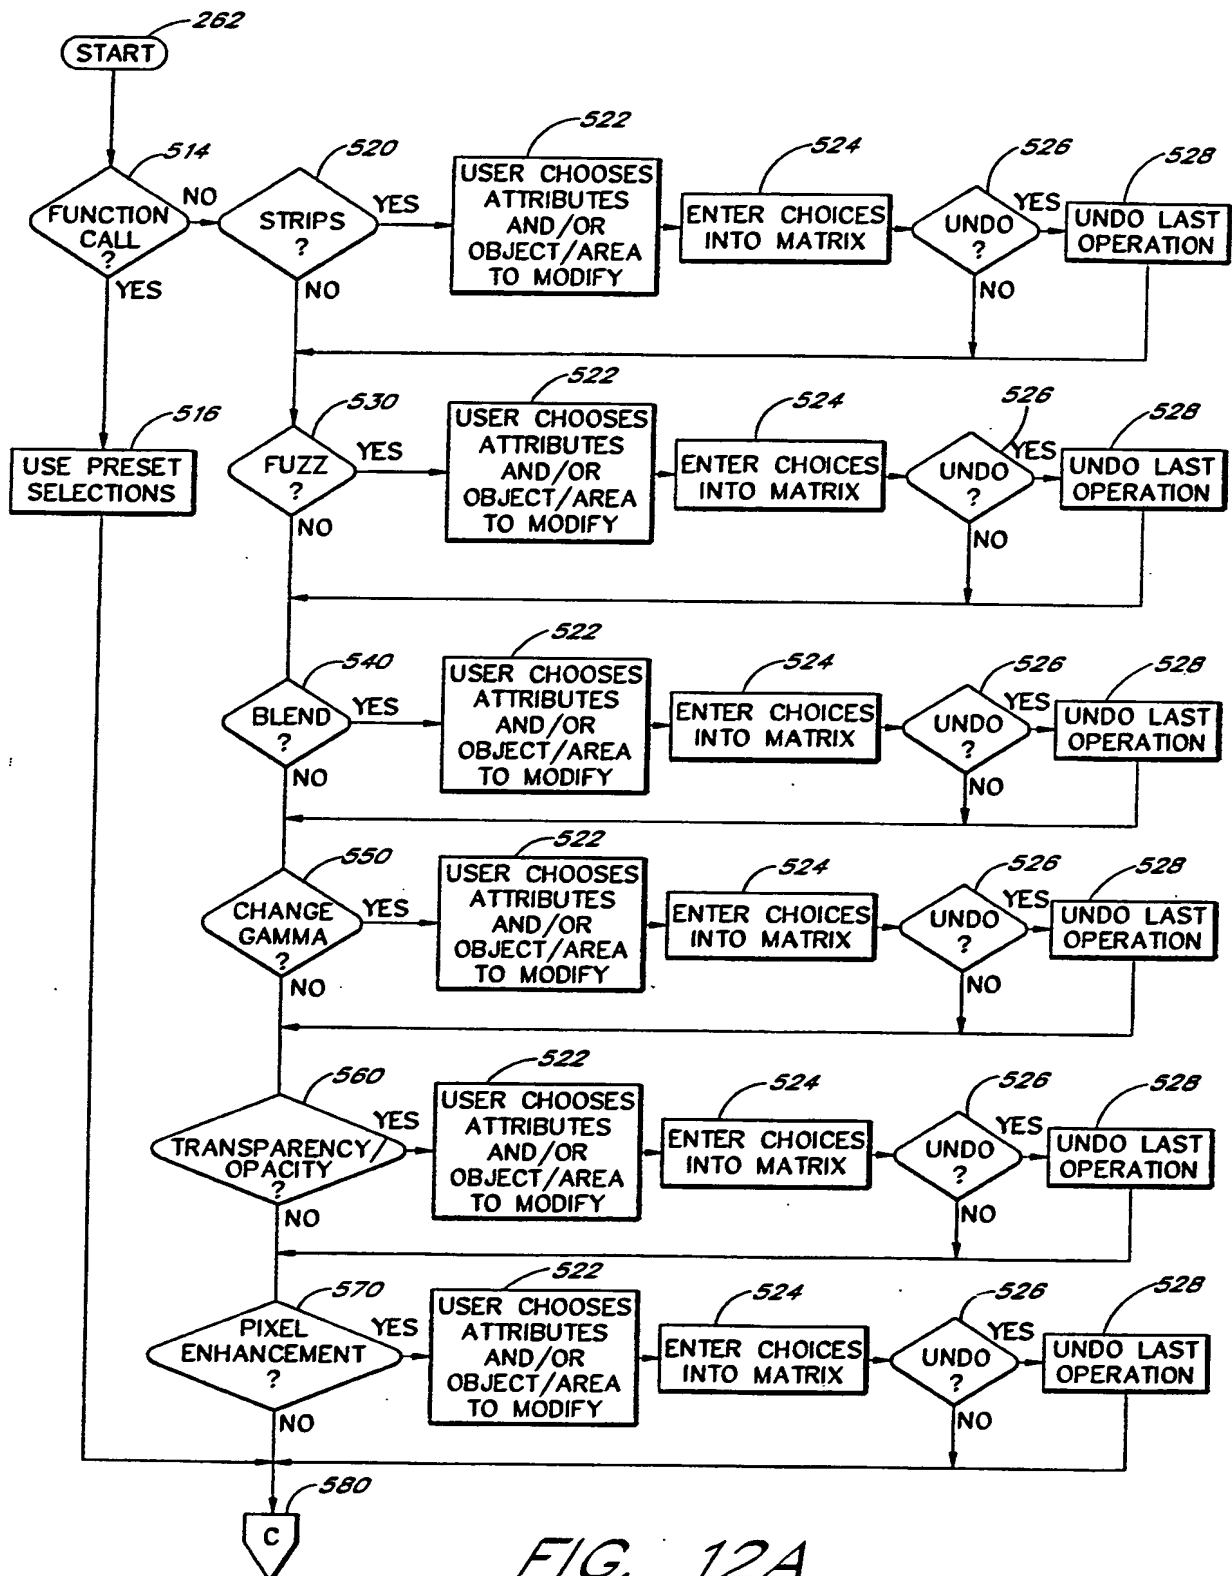 262
START
514
FUNCTION
CALL
?
NO
YES
520
STRIPS
?
YES
NO
522
USER CHOOSES
ATTRIBUTES
AND/OR
OBJECT/AREA
TO MODIFY
524
ENTER CHOICES
INTO MATRIX
526
UNDO
?
YES
NO
528
UNDO LAST
OPERATION
516
USE PRESET
SELECTIONS
530
FUZZ
?
YES
NO
522
USER CHOOSES
ATTRIBUTES
AND/OR
OBJECT/AREA
TO MODIFY
524
ENTER CHOICES
INTO MATRIX
526
UNDO
?
YES
NO
528
UNDO LAST
OPERATION
540
BLEND
?
YES
NO
522
USER CHOOSES
ATTRIBUTES
AND/OR
OBJECT/AREA
TO MODIFY
524
ENTER CHOICES
INTO MATRIX
526
UNDO
?
YES
NO
528
UNDO LAST
OPERATION
550
CHANGE
GAMMA
?
YES
NO
522
USER CHOOSES
ATTRIBUTES
AND/OR
OBJECT/AREA
TO MODIFY
524
ENTER CHOICES
INTO MATRIX
526
UNDO
?
YES
NO
528
UNDO LAST
OPERATION
560
TRANSPARENCY/
OPACITY
?
YES
NO
522
USER CHOOSES
ATTRIBUTES
AND/OR
OBJECT/AREA
TO MODIFY
524
ENTER CHOICES
INTO MATRIX
526
UNDO
?
YES
NO
528
UNDO LAST
OPERATION
570
PIXEL
ENHANCEMENT
?
YES
NO
522
USER CHOOSES
ATTRIBUTES
AND/OR
OBJECT/AREA
TO MODIFY
524
ENTER CHOICES
INTO MATRIX
526
UNDO
?
YES
NO
528
UNDO LAST
OPERATION
580
C
FIG. 12A